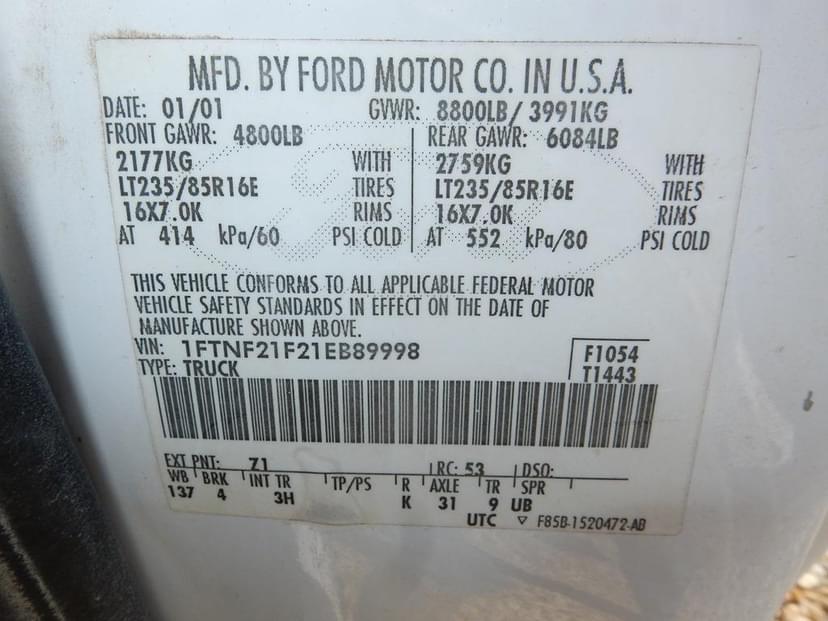 MFD. BY FORD MOTOR CO. IN U.S.A.
DATE: 01/01 GVWR: 8800LB/ 3991KG
FRONT GAWR: 4800LB REAR GAWR: 6084LB
2177KG WITH 2759KG WITH
LT235/85R16E TIRES LT235/85R16E TIRES
16X7.0K RIMS 16X7.0K RIMS
AT 414 kPa/60 PSI COLD AT 552 kPa/80 PSI COLD
THIS VEHICLE CONFORMS TO ALL APPLICABLE FEDERAL MOTOR
VEHICLE SAFETY STANDARDS IN EFFECT ON THE DATE OF
MANUFACTURE SHOWN ABOVE.
VIN: 1FTNF21F21EB89998 F1054
TYPE: TRUCK T1443
EXT PNT: Z1 RC: 53 DSO:
WB BRK INT TR TP/PS R AXLE TR SPR
137 4 3H K 31 9 UB
UTC ▽ F85B-1520472-AB